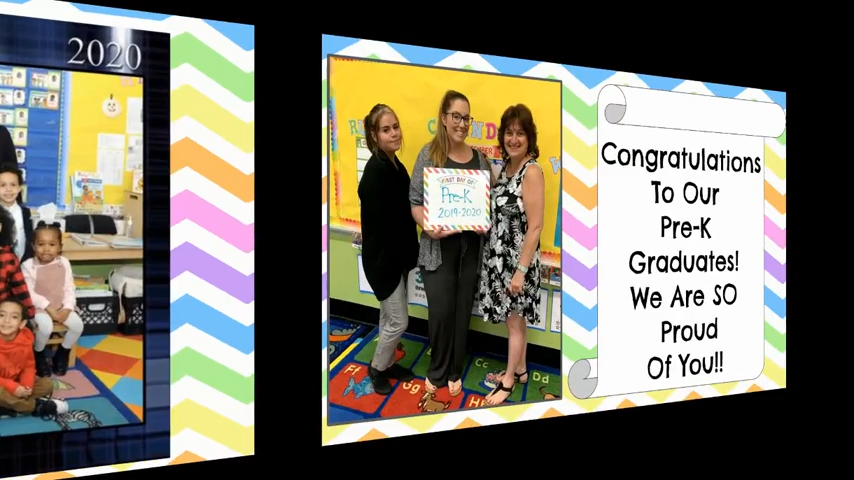 2020
FIRST DAY OF
Pre-K
2019-2020
Congratulations
To Our
Pre-K
Graduates!
We Are SO
Proud
Of You!!